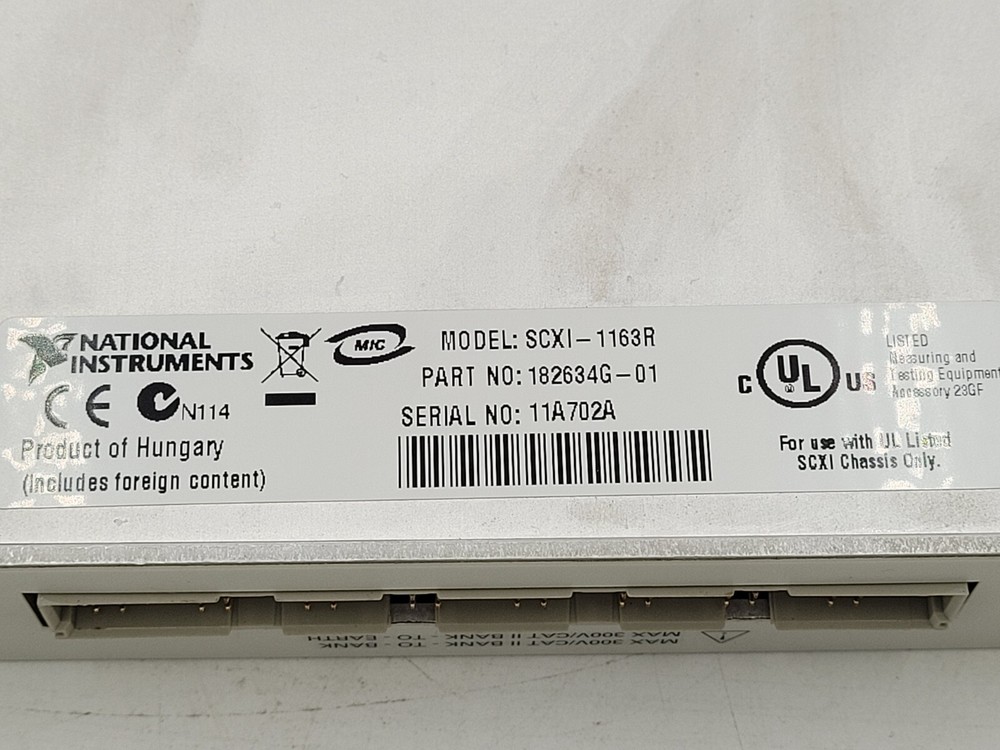 NATIONAL
INSTRUMENTS
CE
N114
Product of Hungary
(Includes foreign content)
MIC
MODEL: SCXI-1163R
PART NO: 182634G-01
SERIAL NO: 11A702A
C UL US
LISTED
Measuring and
Testing Equipment
Accessory 23GF
For use with UL Listed
SCXI Chassis Only.
MAX 300V/CAT II BANK - TO - EARTH
MAX 300V/CAT II BANK - TO - BANK